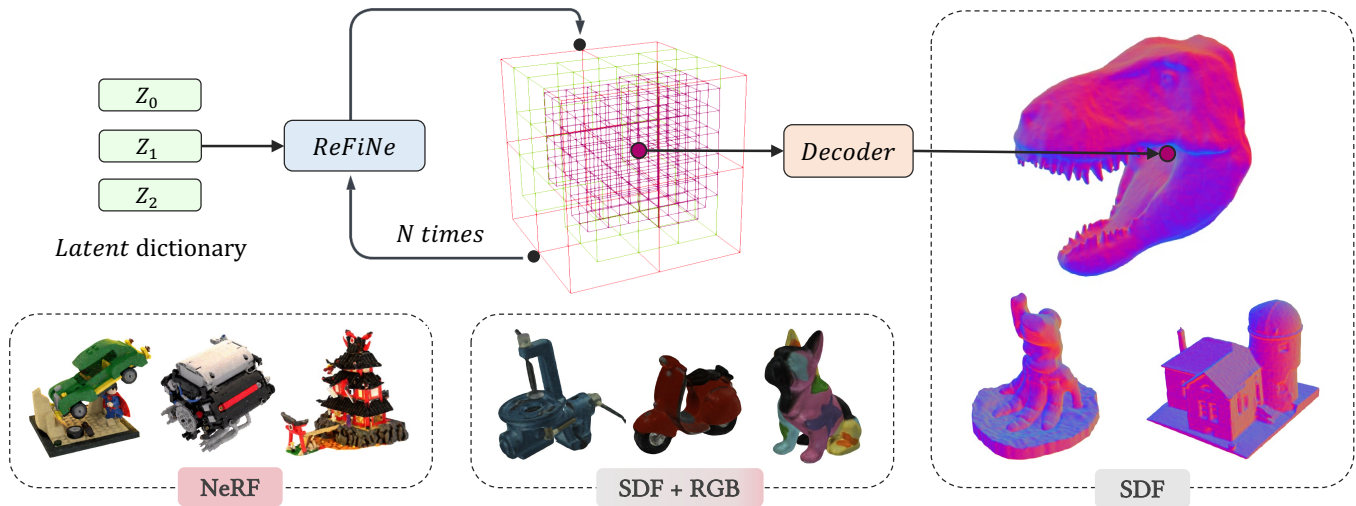 Z₀
Z₁
Z₂
Latent dictionary
ReFiNe
N times
Decoder
NeRF
SDF + RGB
SDF